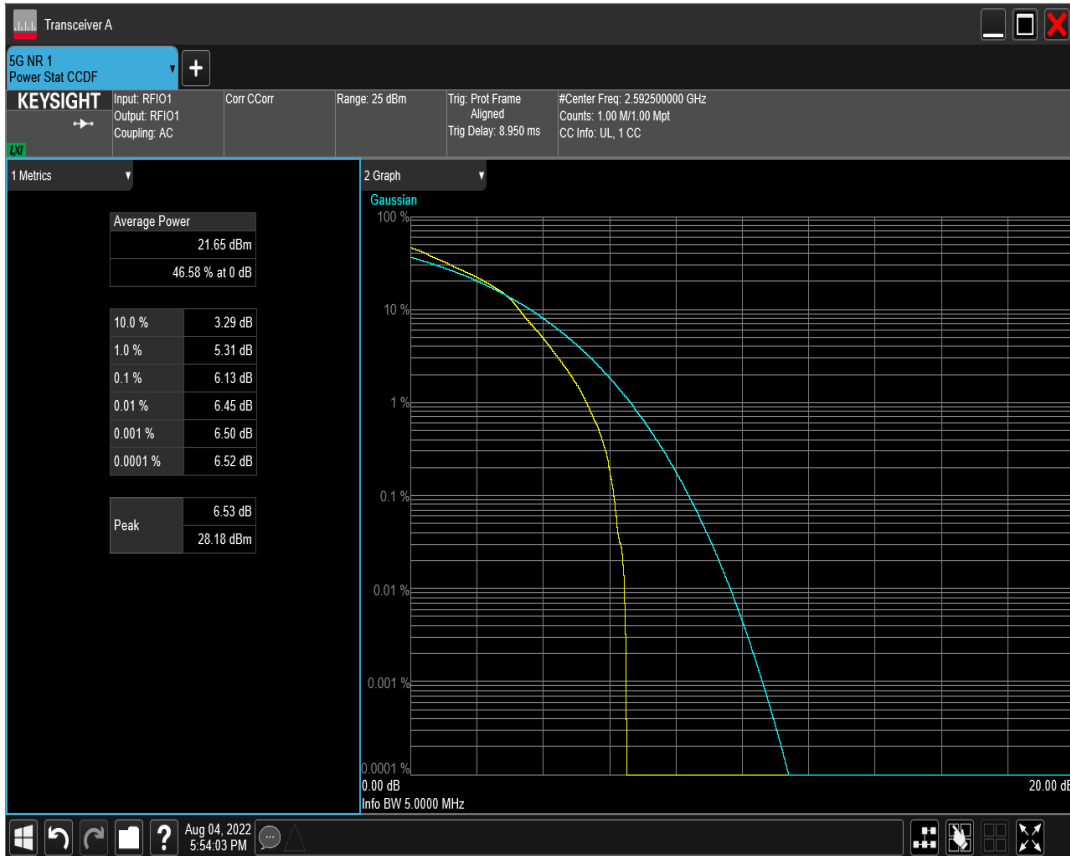 Transceiver A
5G NR 1
Power Stat CCDF
+
KEYSIGHT
LXI
Input: RFIO1
Output: RFIO1
Coupling: AC
Corr CCorr
Range: 25 dBm
Trig: Prot Frame
Aligned
Trig Delay: 8.950 ms
#Center Freq: 2.592500000 GHz
Counts: 1.00 M/1.00 Mpt
CC Info: UL, 1 CC
1 Metrics
Average Power
21.65 dBm
46.58 % at 0 dB
10.0 % 3.29 dB
1.0 % 5.31 dB
0.1 % 6.13 dB
0.01 % 6.45 dB
0.001 % 6.50 dB
0.0001 % 6.52 dB
Peak
6.53 dB
28.18 dBm
2 Graph
Gaussian
100 %
10 %
1 %
0.1 %
0.01 %
0.001 %
0.0001 %
0.00 dB 20.00 dB
Info BW 5.0000 MHz
? Aug 04, 2022
5:54:03 PM